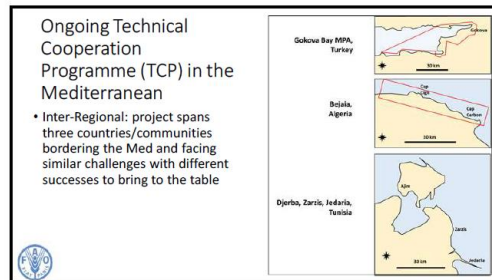 Ongoing Technical
Cooperation
Programme (TCP) in the
Mediterranean
• Inter-Regional: project spans
three countries/communities
bordering the Med and facing
similar challenges with different
successes to bring to the table
Gokova Bay MPA,
Turkey
Gokova
30 km
Bejaia,
Algeria
Cap
Cap
Carbon
30 km
Djerba, Zarzis, Jedaria,
Tunisia
Ajim
Zarzis
Jedaria
30 km
FAO